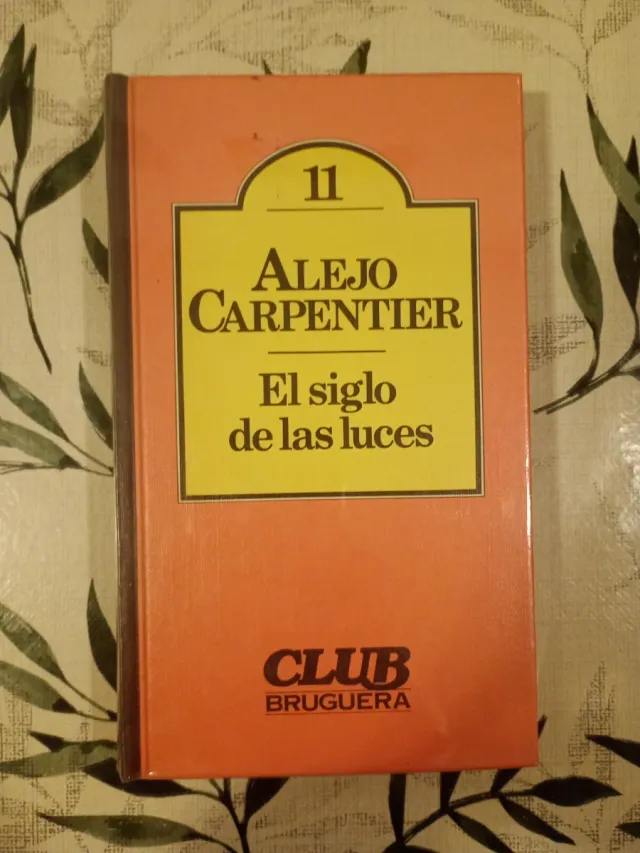 11
ALEJO
CARPENTIER
El siglo
de las luces
CLUB
BRUGUERA